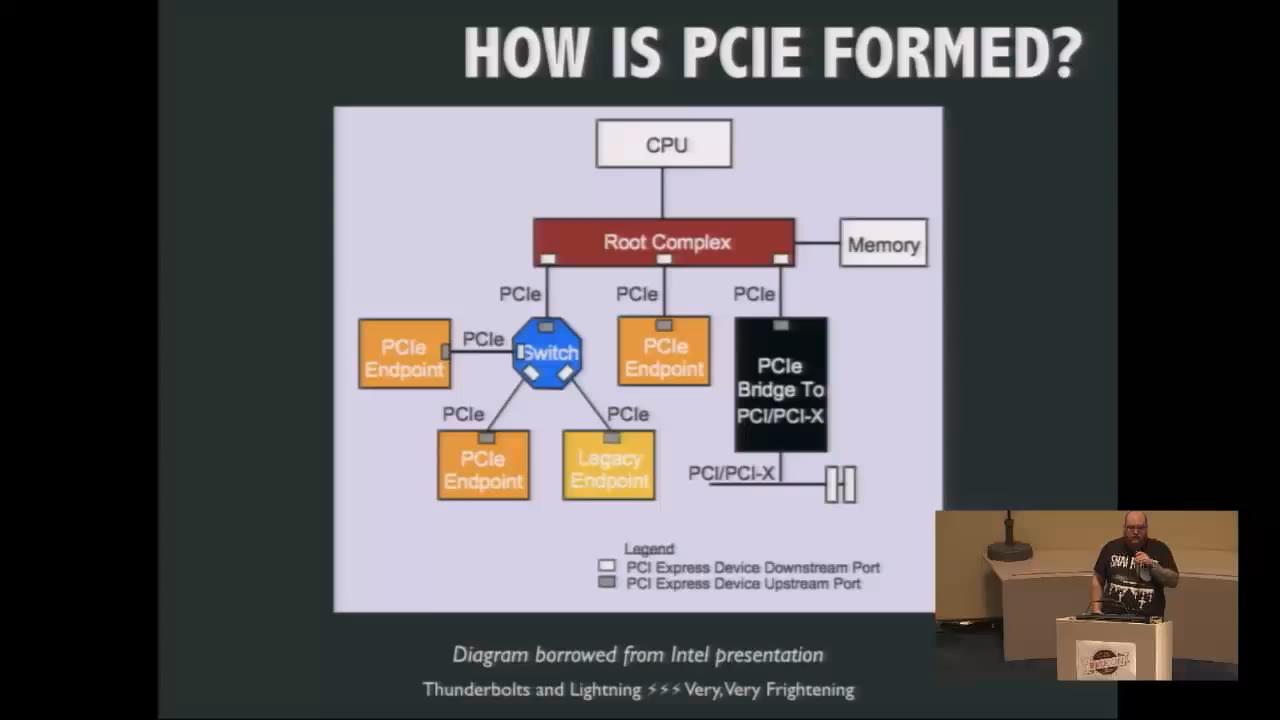 HOW IS PCIE FORMED?
CPU
Root Complex
Memory
PCIe
PCIe
PCIe
PCIe
Endpoint
PCIe
Switch
PCIe
Endpoint
PCIe
Bridge To
PCI/PCI-X
PCIe
PCIe
PCIe
Endpoint
Legacy
Endpoint
PCI/PCI-X
Legend
PCI Express Device Downstream Port
PCI Express Device Upstream Port
Diagram borrowed from Intel presentation
Thunderbolts and Lightning ⚡⚡⚡ Very, Very Frightening